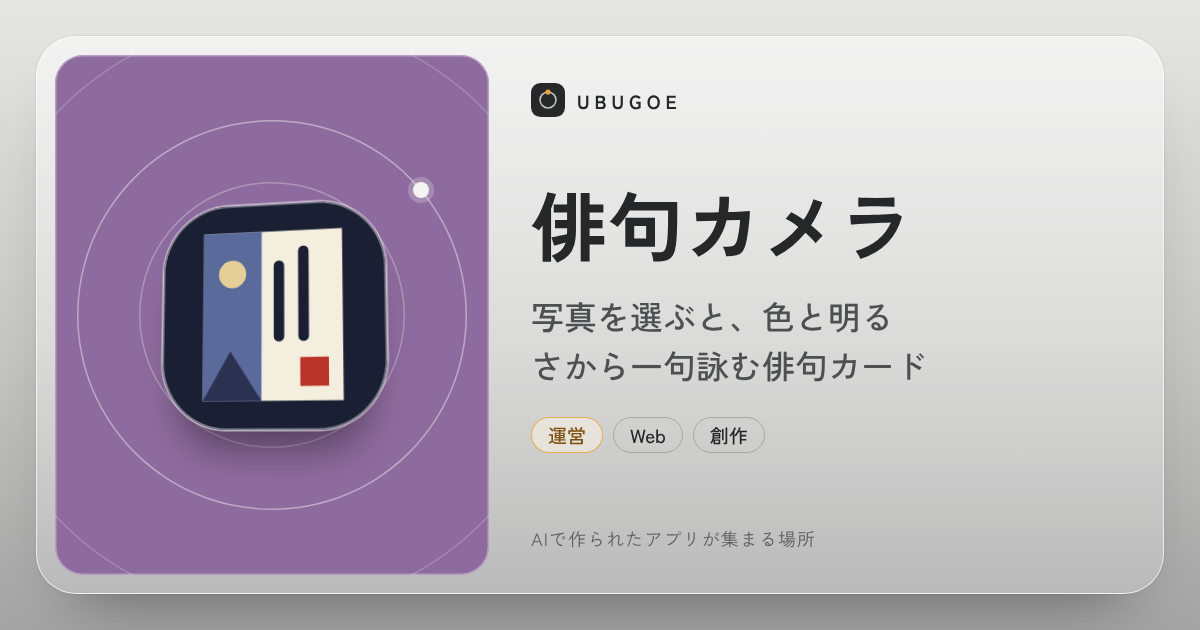 UBUGOE
俳句カメラ
写真を選ぶと、色と明る
さから一句詠む俳句カード
運営
Web
創作
AIで作られたアプリが集まる場所